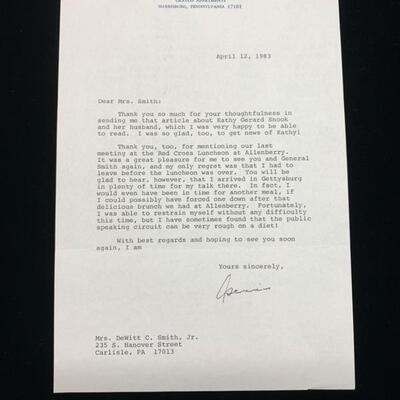 HARRISBURG, PENNSYLVANIA 17101
April 12, 1983
Dear Mrs. Smith:
Thank you so much for your thoughtfulness in
sending me that article about Kathy Gerard Snook
and her husband, which I was very happy to be able
to read. I was so glad, too, to get news of Kathy!
Thank you, too, for mentioning our last
meeting at the Red Cross Luncheon at Allenberry.
It was a great pleasure for me to see you and General
Smith again, and my only regret was that I had to
leave before the luncheon was over. You will be
glad to hear, however, that I arrived in Gettysburg
in plenty of time for my talk there. In fact, I
would even have been in time for another meal, if
I could possibly have forced one down after that
delicious brunch we had at Allenberry. Fortunately,
I was able to restrain myself without any difficulty
this time, but I have sometimes found that the public
speaking circuit can be very rough on a diet!
With best regards and hoping to see you soon
again, I am
Yours sincerely,
Mrs. DeWitt C. Smith, Jr.
235 S. Hanover Street
Carlisle, PA 17013